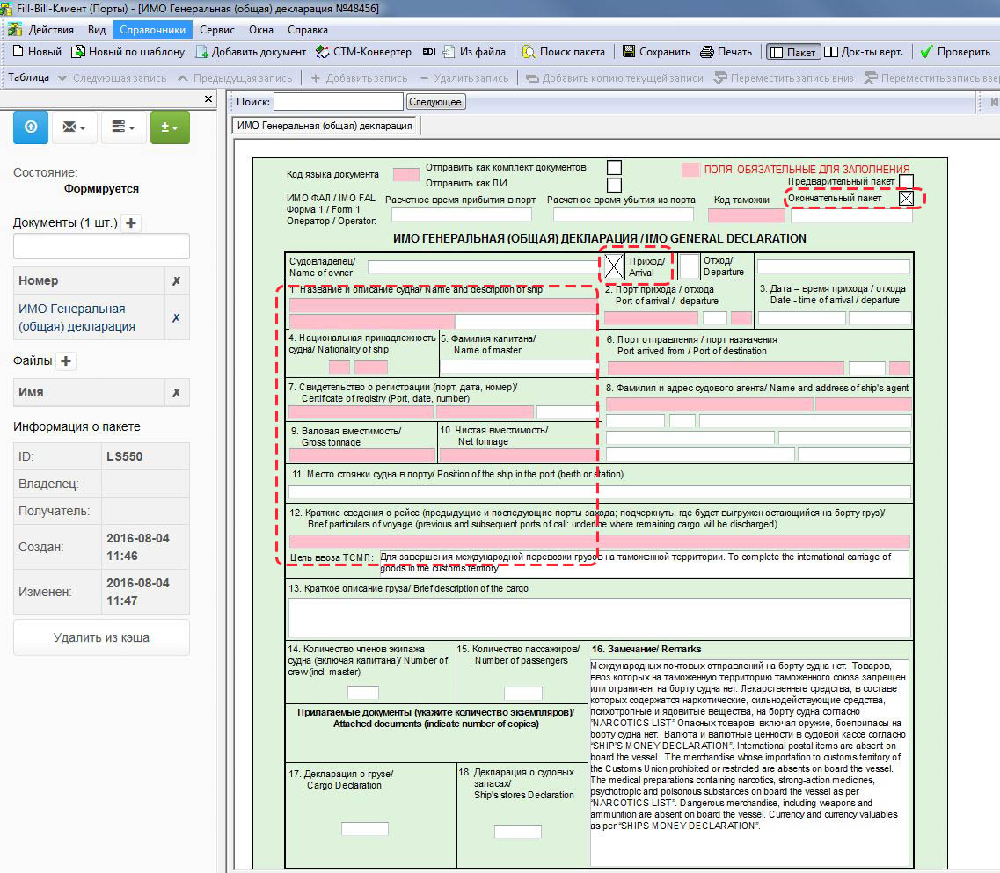 Fill-Bill-Клиент (Порты) - [ИМО Генеральная (общая) декларация №48456]
Действия Вид Справочники Сервис Окна Справка
Новый Новый по шаблону Добавить документ СТМ-Конвертер EDI Из файла Поиск пакета Сохранить Печать Пакет Док-ты верт. Проверить
Таблица Следующая запись Предыдущая запись Добавить запись Удалить запись Добавить копию текущей записи Переместить запись вниз Переместить запись ввер
Поиск: Следующее
ИМО Генеральная (общая) декларация
Состояние:
Формируется
Документы (1 шт.)
Номер ✗
ИМО Генеральная
(общая) декларация ✗
Файлы
Имя ✗
Информация о пакете
ID: LS550
Владелец:
Получатель:
Создан: 2016-08-04
11:46
Изменен: 2016-08-04
11:47
Удалить из кэша
Код языка документа
Отправить как комплект документов
Отправить как ПИ
ПОЛЯ, ОБЯЗАТЕЛЬНЫЕ ДЛЯ ЗАПОЛНЕНИЯ
Предварительный пакет
Окончательный пакет
ИМО ФАЛ / IMO FAL
Форма 1 / Form 1
Оператор / Operator:
Расчетное время прибытия в порт
Расчетное время убытия из порта
Код таможни
ИМО ГЕНЕРАЛЬНАЯ (ОБЩАЯ) ДЕКЛАРАЦИЯ / IMO GENERAL DECLARATION
Судовладелец/
Name of owner
Приход/
Arrival
Отход/
Departure
1. Название и описание судна/ Name and description of ship
2. Порт прихода / отхода
Port of arrival / departure
3. Дата – время прихода / отхода
Date - time of arrival / departure
4. Национальная принадлежность
судна/ Nationality of ship
5. Фамилия капитана/
Name of master
6. Порт отправления / порт назначения
Port arrived from / Port of destination
7. Свидетельство о регистрации (порт, дата, номер)/
Certificate of registry (Port, date, number)
8. Фамилия и адрес судового агента/ Name and address of ship's agent
9. Валовая вместимость/
Gross tonnage
10. Чистая вместимость/
Net tonnage
11. Место стоянки судна в порту/ Position of the ship in the port (berth or station)
12. Краткие сведения о рейсе (предыдущие и последующие порты захода; подчеркнуть, где будет выгружен остающийся на борту груз)/
Brief particulars of voyage (previous and subsequent ports of call: underline where remaining cargo will be discharged)
Цель ввоза ТСМП: Для завершения международной перевозки грузов на таможенной территории. To complete the international carriage of
goods in the customs territory.
13. Краткое описание груза/ Brief description of the cargo
14. Количество членов экипажа
судна (включая капитана)/ Number of
crew (incl. master)
15. Количество пассажиров/
Number of passengers
16. Замечание/ Remarks
Международных почтовых отправлений на борту судна нет. Товаров,
ввоз которых на таможенную территорию таможенного союза запрещен
или ограничен, на борту судна нет. Лекарственные средства, в составе
которых содержатся наркотические, сильнодействующие средства,
психотропные и ядовитые вещества, на борту судна согласно
"NARCOTICS LIST" Опасных товаров, включая оружие, боеприпасы на
борту судна нет. Валюта и валютные ценности в судовой кассе согласно
"SHIP'S MONEY DECLARATION". International postal items are absent on
board the vessel. The merchandise whose importation to customs territory of
the Customs Union prohibited or restricted are absents on board the vessel.
The medical preparations containing narcotics, strong-action medicines,
psychotropic and poisonous substances on board the vessel as per
"NARCOTICS LIST". Dangerous merchandise, including weapons and
ammunition are absent on board the vessel. Currency and currency valuables
as per "SHIPS MONEY DECLARATION".
Прилагаемые документы (укажите количество экземпляров)/
Attached documents (indicate number of copies)
17. Декларация о грузе/
Cargo Declaration
18. Декларация о судовых
запасах/
Ship's stores Declaration